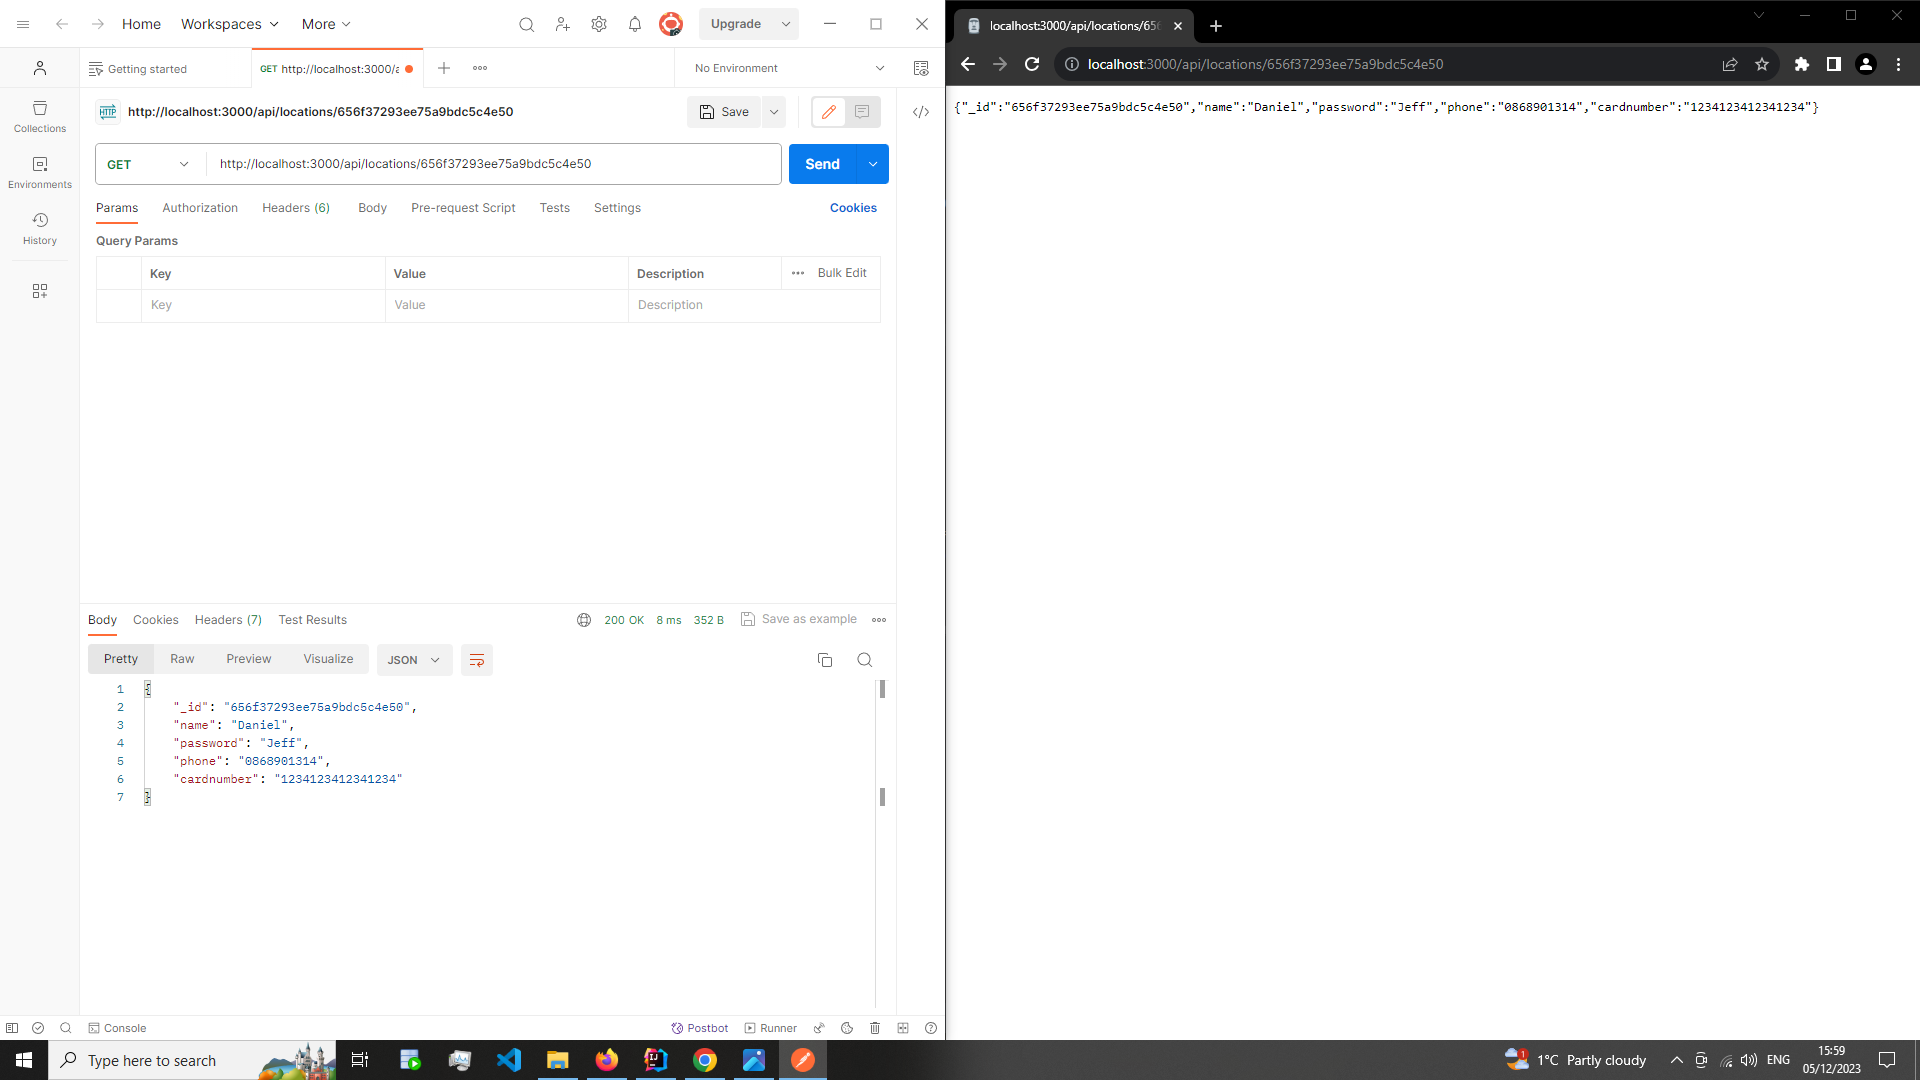 Home Workspaces More Upgrade
Getting started GET http://localhost:3000/a No Environment
HTTP http://localhost:3000/api/locations/656f37293ee75a9bdc5c4e50 Save
GET http://localhost:3000/api/locations/656f37293ee75a9bdc5c4e50 Send
Params Authorization Headers (6) Body Pre-request Script Tests Settings Cookies
Query Params
Key Value Description Bulk Edit
Key Value Description
Collections
Environments
History
Body Cookies Headers (7) Test Results 200 OK 8 ms 352 B Save as example
Pretty Raw Preview Visualize JSON
1 {
2 "_id": "656f37293ee75a9bdc5c4e50",
3 "name": "Daniel",
4 "password": "Jeff",
5 "phone": "0868901314",
6 "cardnumber": "1234123412341234"
7 }
Console Postbot Runner
localhost:3000/api/locations/656
localhost:3000/api/locations/656f37293ee75a9bdc5c4e50
{"_id":"656f37293ee75a9bdc5c4e50","name":"Daniel","password":"Jeff","phone":"0868901314","cardnumber":"1234123412341234"}
Type here to search
1 1°C Partly cloudy ENG 15:59
05/12/2023